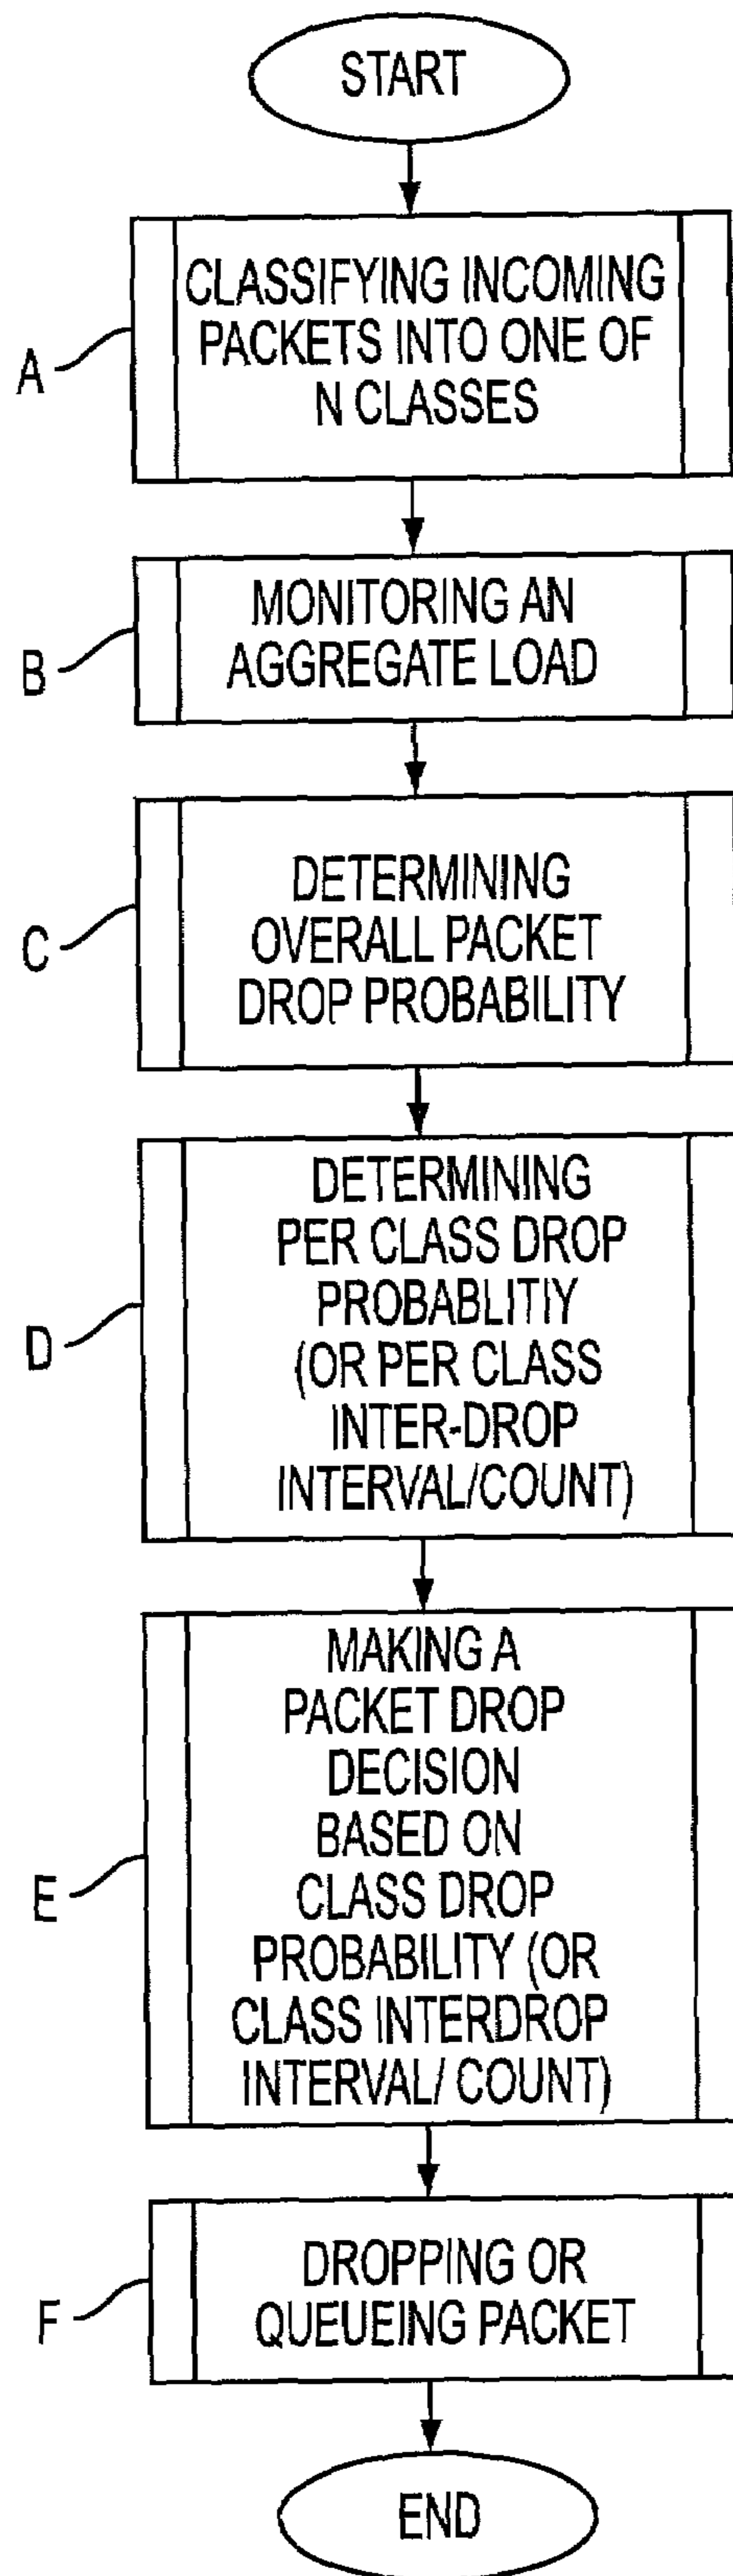 START
CLASSIFYING INCOMING
PACKETS INTO ONE OF
N CLASSES
A
MONITORING AN
AGGREGATE LOAD
B
DETERMINING
OVERALL PACKET
DROP PROBABILITY
C
DETERMINING
PER CLASS DROP
PROBABLITIY
(OR PER CLASS
INTER-DROP
INTERVAL/COUNT)
D
MAKING A
PACKET DROP
DECISION
BASED ON
CLASS DROP
PROBABILITY (OR
CLASS INTERDROP
INTERVAL/ COUNT)
E
DROPPING OR
QUEUEING PACKET
F
END